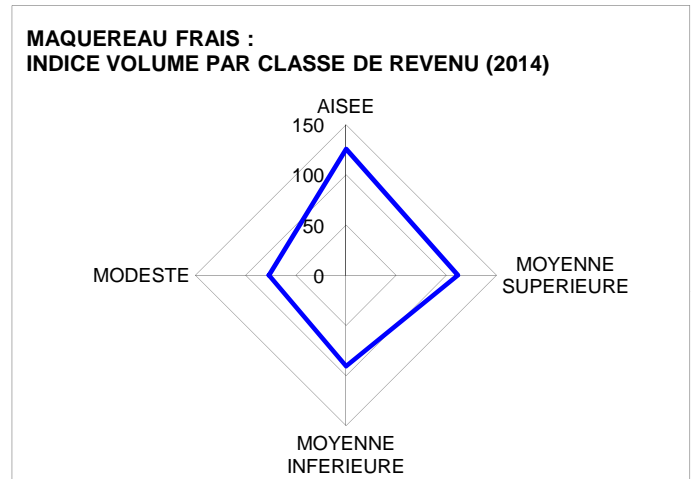 MAQUEREAU FRAIS :
INDICE VOLUME PAR CLASSE DE REVENU (2014)
AISEE
150
100
50
0
MODESTE
MOYENNE
SUPERIEURE
MOYENNE
INFERIEURE